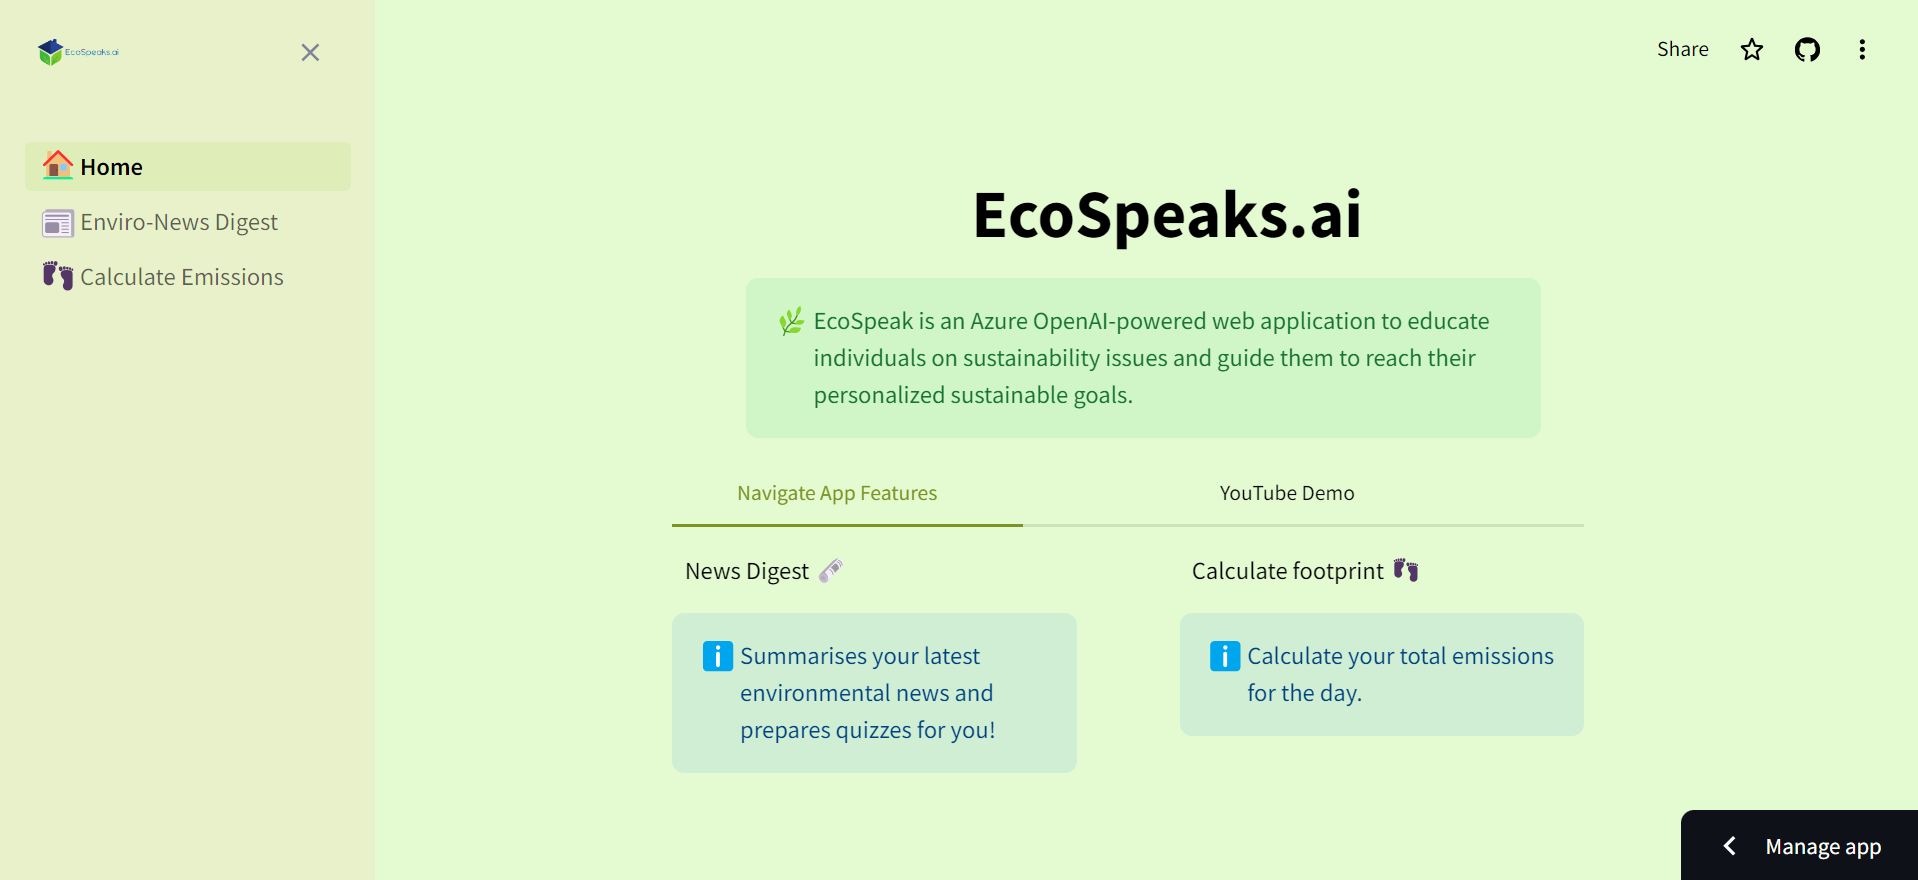 EcoSpeaks.ai
Share
Home
Enviro-News Digest
Calculate Emissions
EcoSpeaks.ai
EcoSpeak is an Azure OpenAI-powered web application to educate
individuals on sustainability issues and guide them to reach their
personalized sustainable goals.
Navigate App Features
YouTube Demo
News Digest
Summarises your latest
environmental news and
prepares quizzes for you!
Calculate footprint
Calculate your total emissions
for the day.
Manage app